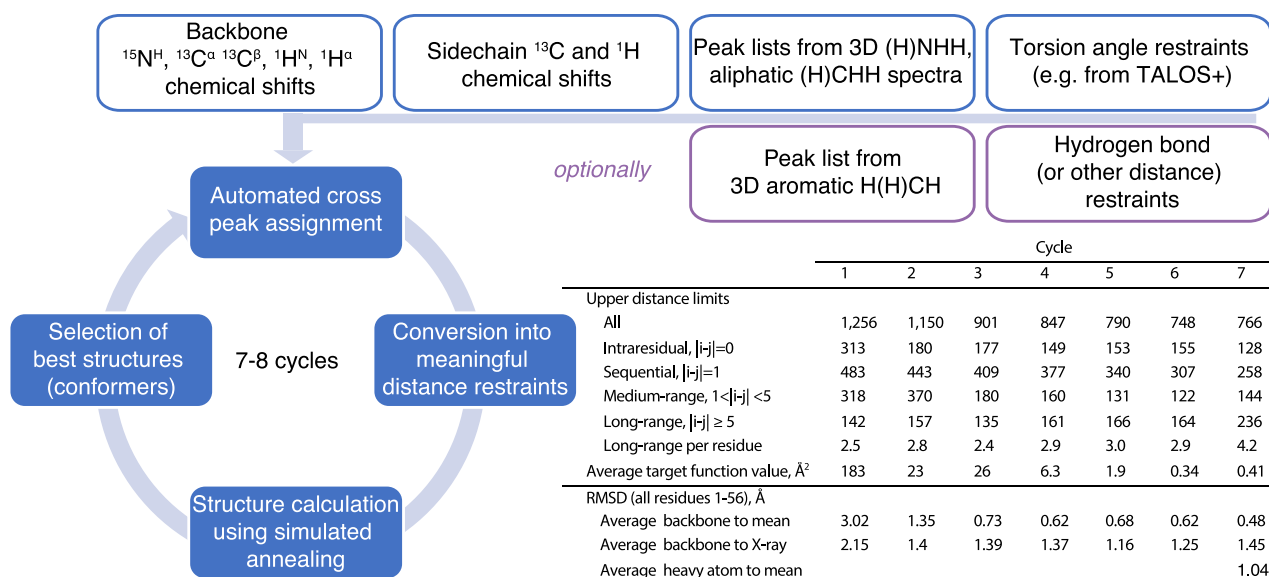 Backbone
¹⁵Nᴴ, ¹³Cᵅ ¹³Cᵝ, ¹Hᴺ, ¹Hᵅ
chemical shifts
Sidechain ¹³C and ¹H
chemical shifts
Peak lists from 3D (H)NHH,
aliphatic (H)CHH spectra
Torsion angle restraints
(e.g. from TALOS+)
optionally
Peak list from
3D aromatic H(H)CH
Hydrogen bond
(or other distance)
restraints
Automated cross
peak assignment
Selection of
best structures
(conformers)
7-8 cycles
Conversion into
meaningful
distance restraints
Structure calculation
using simulated
annealing
Cycle
1 2 3 4 5 6 7
Upper distance limits
All 1,256 1,150 901 847 790 748 766
Intraresidual, |i-j|=0 313 180 177 149 153 155 128
Sequential, |i-j|=1 483 443 409 377 340 307 258
Medium-range, 1<|i-j| <5 318 370 180 160 131 122 144
Long-range, |i-j| ≥ 5 142 157 135 161 166 164 236
Long-range per residue 2.5 2.8 2.4 2.9 3.0 2.9 4.2
Average target function value, Å² 183 23 26 6.3 1.9 0.34 0.41
RMSD (all residues 1-56), Å
Average backbone to mean 3.02 1.35 0.73 0.62 0.68 0.62 0.48
Average backbone to X-ray 2.15 1.4 1.39 1.37 1.16 1.25 1.45
Average heavy atom to mean 1.04